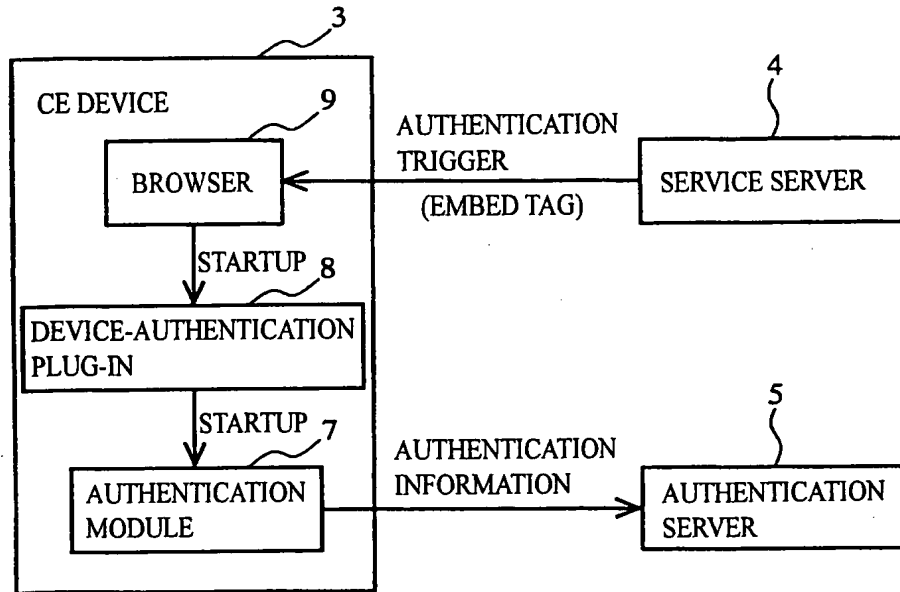 3
CE DEVICE
9
BROWSER
AUTHENTICATION
TRIGGER
(EMBED TAG)
4
SERVICE SERVER
STARTUP
8
DEVICE-AUTHENTICATION
PLUG-IN
STARTUP
7
AUTHENTICATION
MODULE
AUTHENTICATION
INFORMATION
5
AUTHENTICATION
SERVER